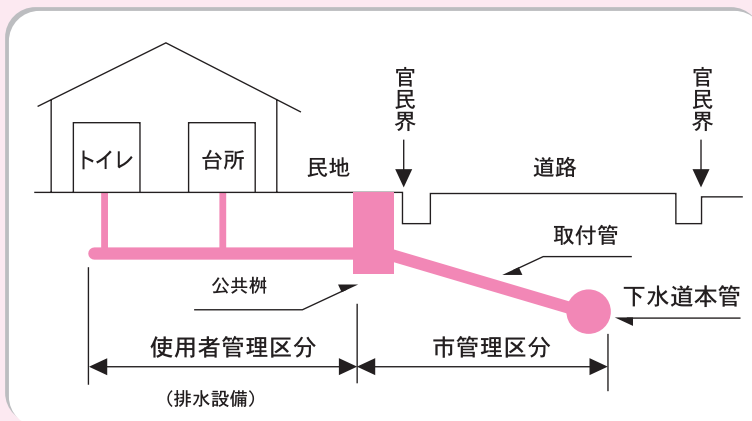 官民界
官民界
トイレ
台所
民地
道路
取付管
公共桝
下水道本管
使用者管理区分
市管理区分
（排水設備）